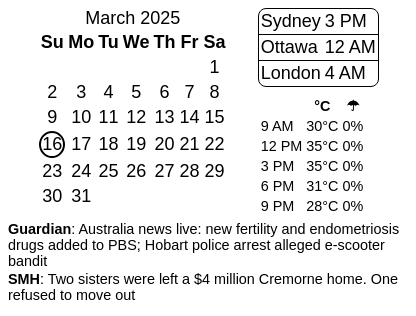 March 2025
Su Mo Tu We Th Fr Sa
1
2 3 4 5 6 7 8
9 10 11 12 13 14 15
16 17 18 19 20 21 22
23 24 25 26 27 28 29
30 31
Sydney 3 PM
Ottawa 12 AM
London 4 AM
°C ☂
9 AM 30°C 0%
12 PM 35°C 0%
3 PM 35°C 0%
6 PM 31°C 0%
9 PM 28°C 0%
Guardian: Australia news live: new fertility and endometriosis
drugs added to PBS; Hobart police arrest alleged e-scooter
bandit
SMH: Two sisters were left a $4 million Cremorne home. One
refused to move out